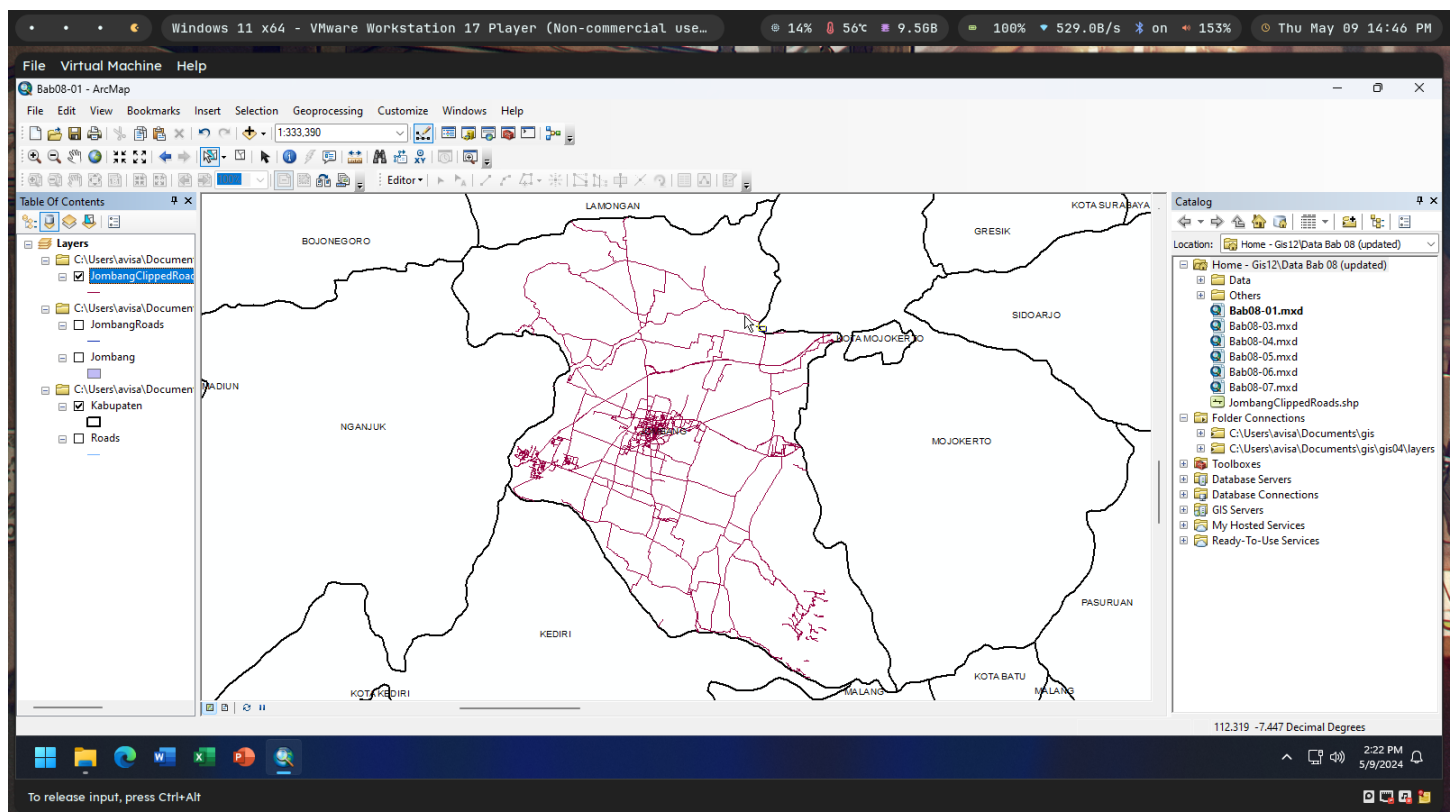 Windows 11 x64 - VMware Workstation 17 Player (Non-commercial use… 14% 56℃ 9.5GB 100% 529.0B/s on 153% Thu May 09 14:46 PM
File Virtual Machine Help
Bab08-01 - ArcMap
File Edit View Bookmarks Insert Selection Geoprocessing Customize Windows Help
1:333,390
Editor
Table Of Contents
Layers
C:\Users\avisa\Documen
JombangClippedRoad
C:\Users\avisa\Documen
JombangRoads
Jombang
C:\Users\avisa\Documen
Kabupaten
Roads
LAMONGAN
KOTA SURABAYA
GRESIK
BOJONEGORO
SIDOARJO
KOTA MOJOKERTO
MADIUN
NGANJUK
MOJOKERTO
PASURUAN
KEDIRI
KOTA BATU
KOTA KEDIRI
MALANG
MALANG
Catalog
Location: Home - Gis12\Data Bab 08 (updated)
Home - Gis12\Data Bab 08 (updated)
Data
Others
Bab08-01.mxd
Bab08-03.mxd
Bab08-04.mxd
Bab08-05.mxd
Bab08-06.mxd
Bab08-07.mxd
JombangClippedRoads.shp
Folder Connections
C:\Users\avisa\Documents\gis
C:\Users\avisa\Documents\gis\gis04\layers
Toolboxes
Database Servers
Database Connections
GIS Servers
My Hosted Services
Ready-To-Use Services
112.319 -7.447 Decimal Degrees
2:22 PM
5/9/2024
To release input, press Ctrl+Alt